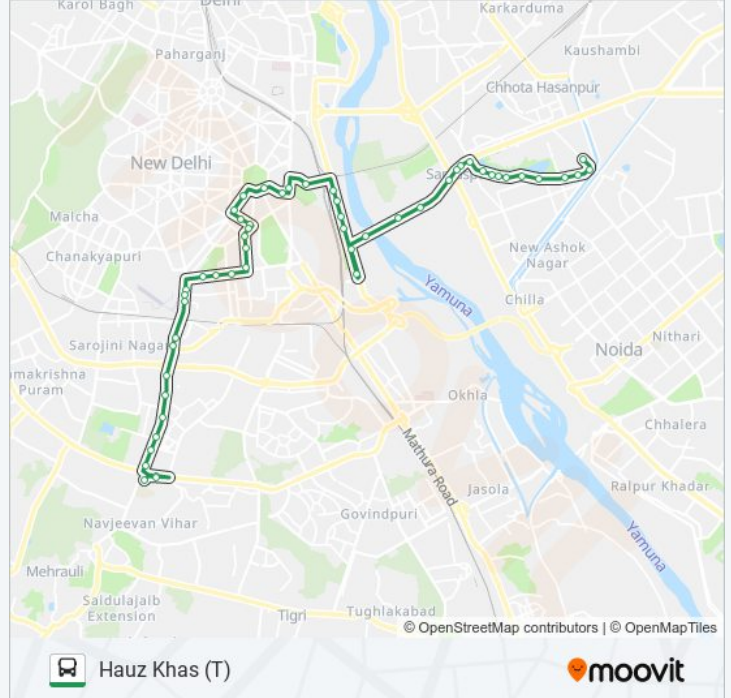 Karol Bagh
Delhi
Karkarduma
Paharganj
Kaushambi
Chhota Hasanpur
New Delhi
Malcha
Chanakyapuri
New Ashok
Nagar
Yamuna
Chilla
Sarojini Nagar
Noida
Nithari
amakrishna
Puram
Okhla
Chhalera
Mathura Road
Jasola
Ralpur Khadar
Govindpuri
Navjeevan Vihar
Yamuna
Mehrauli
Saidulajaib
Extension
Tigri
Tughlakabad
© OpenStreetMap contributors | © OpenMapTiles
Hauz Khas (T)
moovit